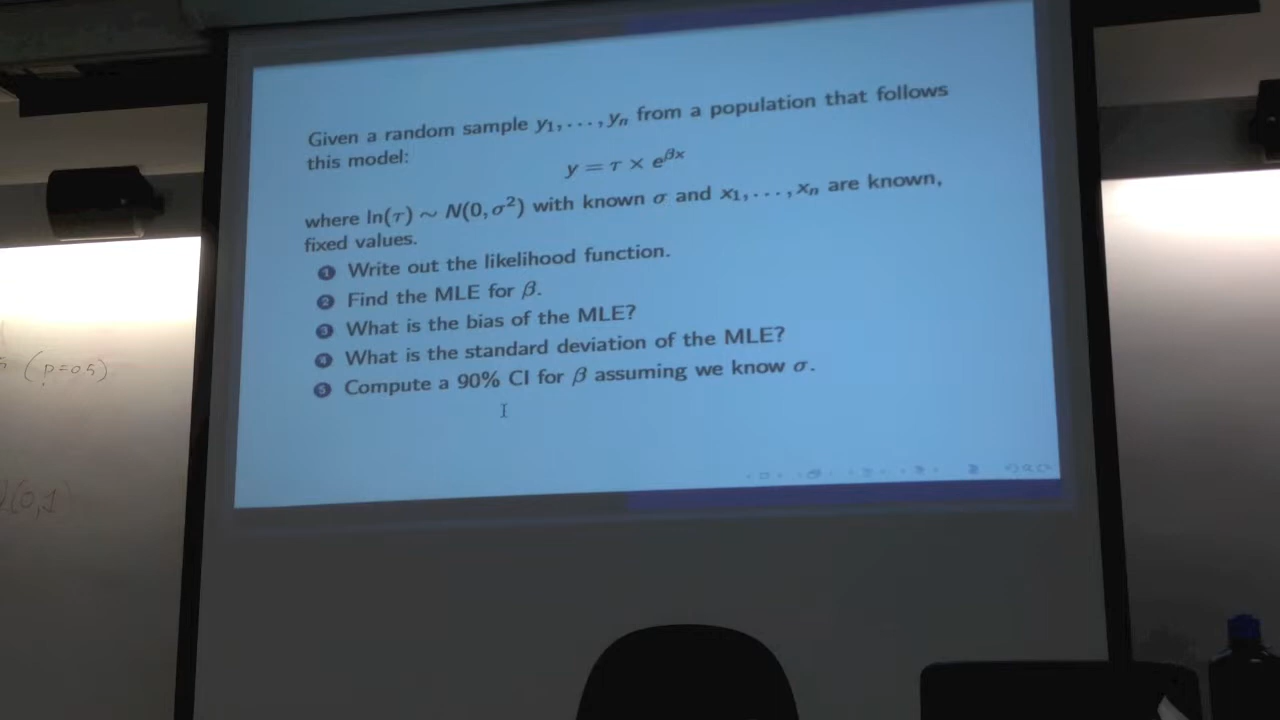 Given a random sample y₁, . . . , yₙ from a population that follows
this model:
y = τ × e^{βx}
where ln(τ) ∼ N(0, σ²) with known σ and x₁, . . . , xₙ are known,
fixed values.
1 Write out the likelihood function.
2 Find the MLE for β.
3 What is the bias of the MLE?
4 What is the standard deviation of the MLE?
5 Compute a 90% CI for β assuming we know σ.
(p=0.5)
(0,1)